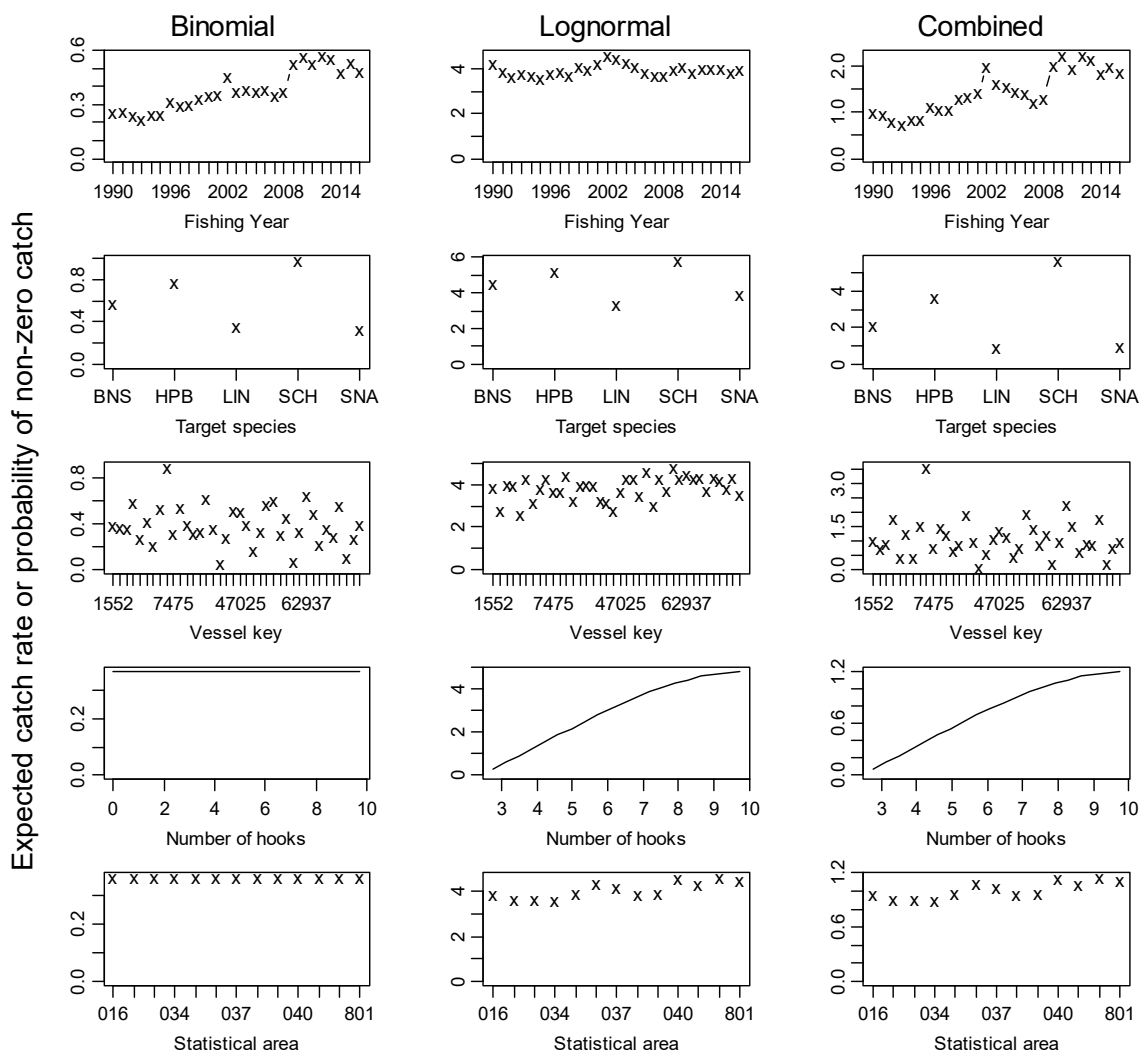 Expected catch rate or probability of non-zero catch
Binomial Lognormal Combined
0.0 0.3 0.6
1990 1996 2002 2008 2014
Fishing Year
0 2 4
1990 1996 2002 2008 2014
Fishing Year
0.0 1.0 2.0
1990 1996 2002 2008 2014
Fishing Year
0.0 0.4 0.8
BNS HPB LIN SCH SNA
Target species
0 2 4 6
BNS HPB LIN SCH SNA
Target species
0 2 4
BNS HPB LIN SCH SNA
Target species
0.0 0.4 0.8
1552 7475 47025 62937
Vessel key
0 2 4
1552 7475 47025 62937
Vessel key
0.0 1.5 3.0
1552 7475 47025 62937
Vessel key
0.0 0.2
0 2 4 6 8 10
Number of hooks
0 2 4
3 4 5 6 7 8 9 10
Number of hooks
0.0 0.6 1.2
3 4 5 6 7 8 9 10
Number of hooks
0.0 0.2
016 034 037 040 801
Statistical area
0 2 4
016 034 037 040 801
Statistical area
0.0 0.6 1.2
016 034 037 040 801
Statistical area